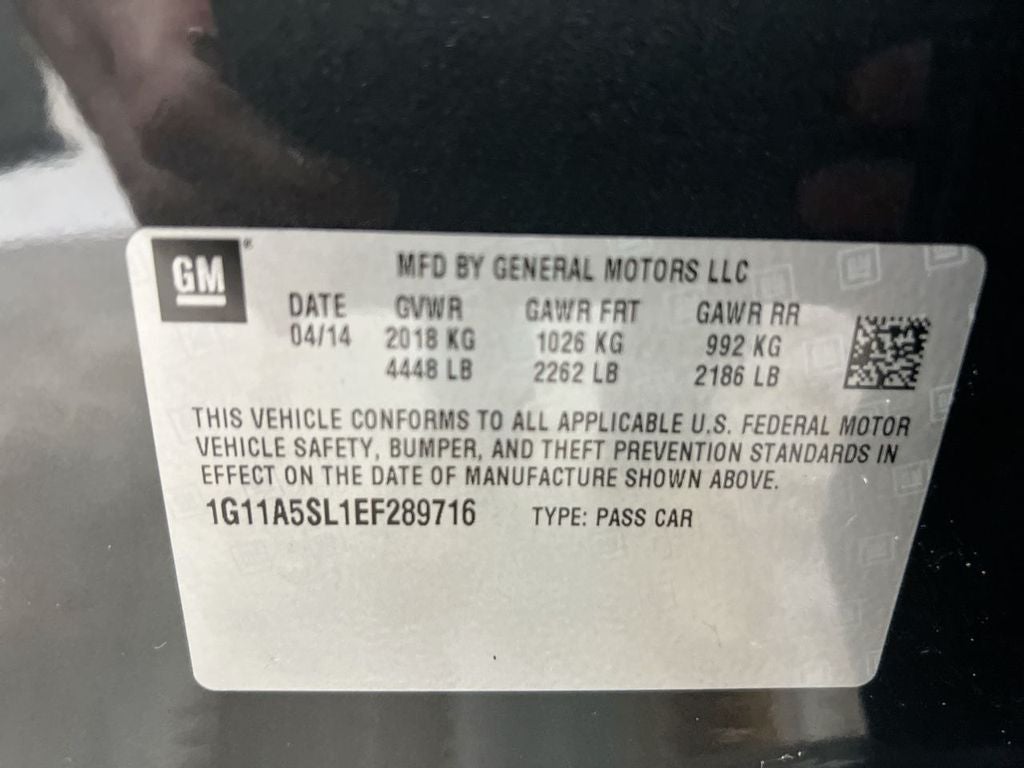 GM
MFD BY GENERAL MOTORS LLC
DATE GVWR GAWR FRT GAWR RR
04/14 2018 KG 1026 KG 992 KG
4448 LB 2262 LB 2186 LB
THIS VEHICLE CONFORMS TO ALL APPLICABLE U.S. FEDERAL MOTOR
VEHICLE SAFETY, BUMPER, AND THEFT PREVENTION STANDARDS IN
EFFECT ON THE DATE OF MANUFACTURE SHOWN ABOVE.
1G11A5SL1EF289716 TYPE: PASS CAR